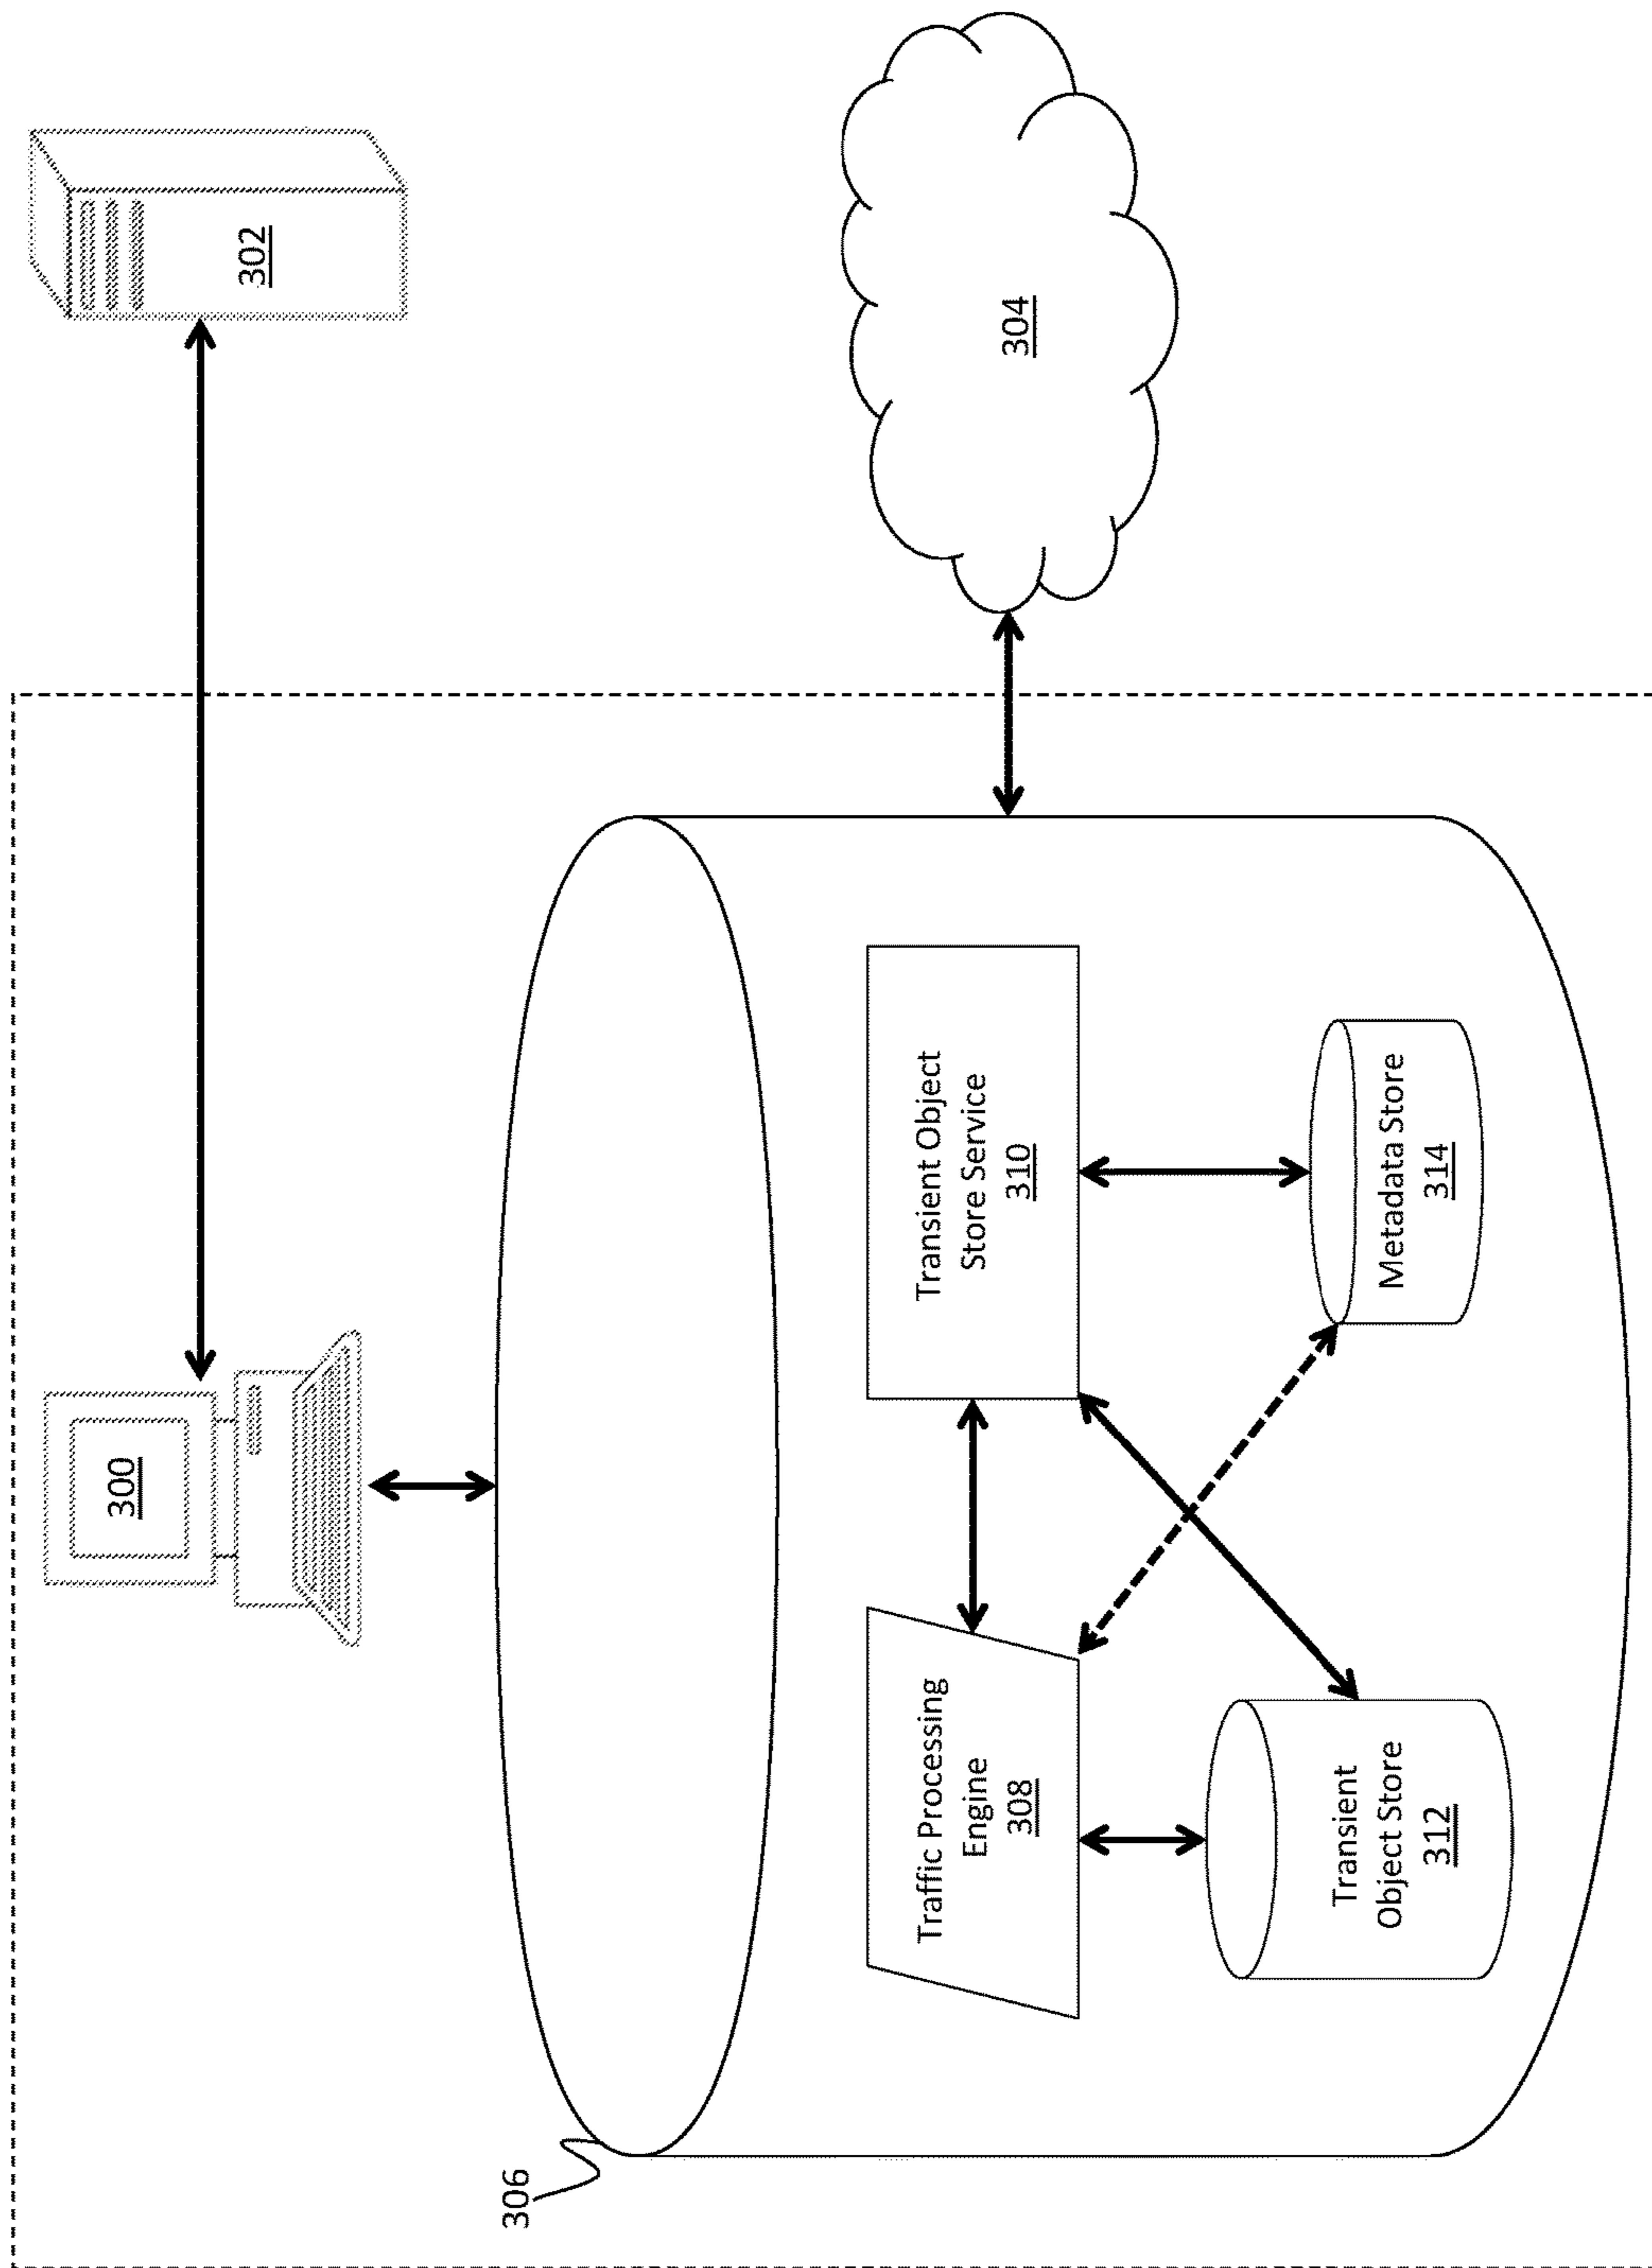 300
302
304
306
Traffic Processing
Engine
308
Transient Object
Store Service
310
Transient
Object Store
312
Metadata Store
314